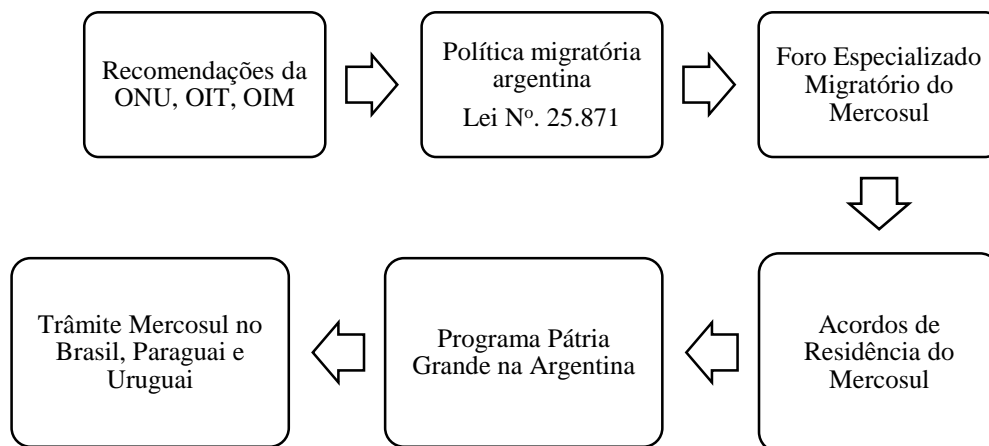 Recomendações da
ONU, OIT, OIM
Política migratória
argentina
Lei Nº. 25.871
Foro Especializado
Migratório do
Mercosul
Acordos de
Residência do
Mercosul
Programa Pátria
Grande na Argentina
Trâmite Mercosul no
Brasil, Paraguai e
Uruguai